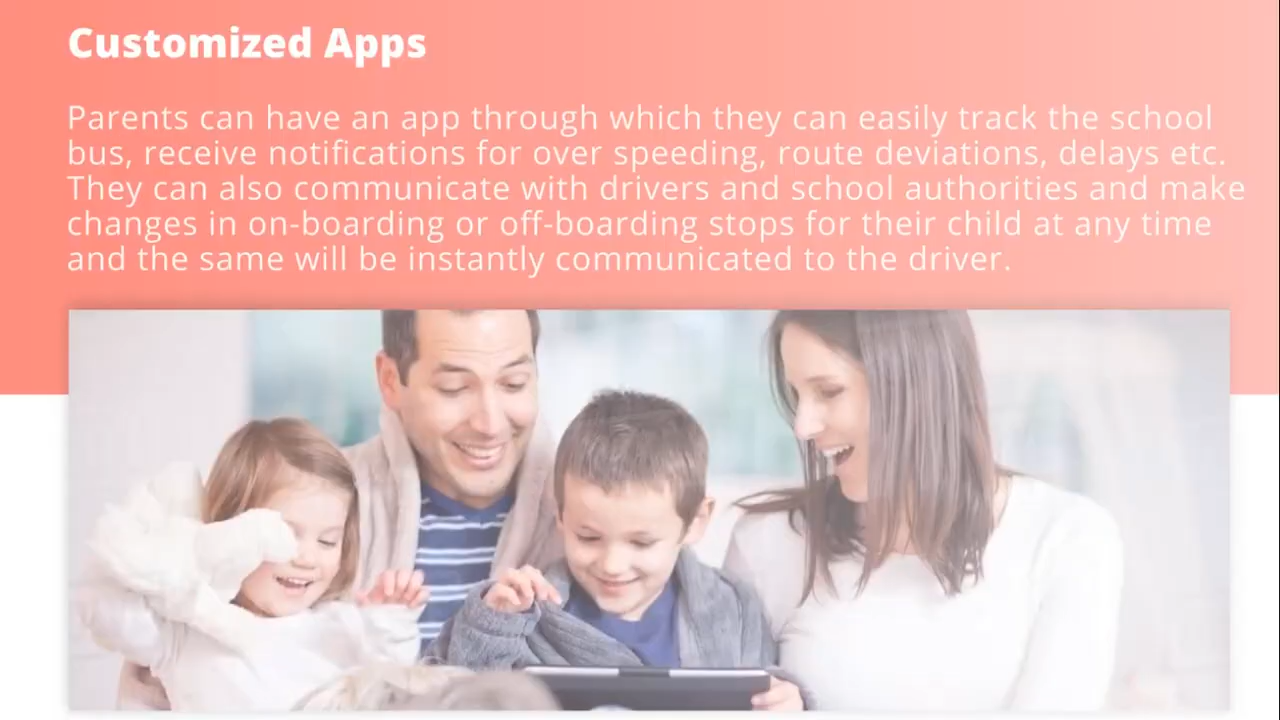 Customized Apps
Parents can have an app through which they can easily track the school
bus, receive notifications for over speeding, route deviations, delays etc.
They can also communicate with drivers and school authorities and make
changes in on-boarding or off-boarding stops for their child at any time
and the same will be instantly communicated to the driver.